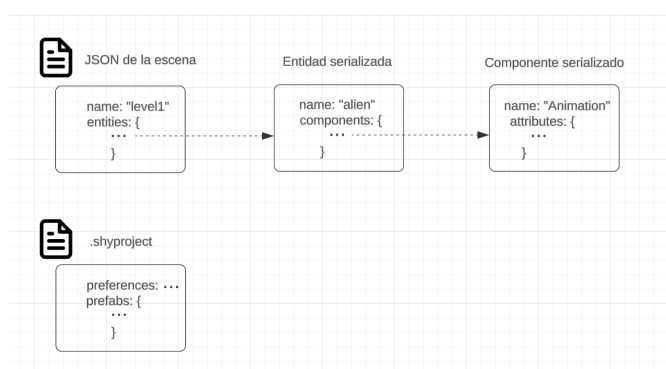 JSON de la escena
name: "level1"
entities: {
...
}
Entidad serializada
name: "alien"
components: {
...
}
Componente serializado
name: "Animation"
attributes: {
...
}
.shyproject
preferences: ...
prefabs: {
...
}